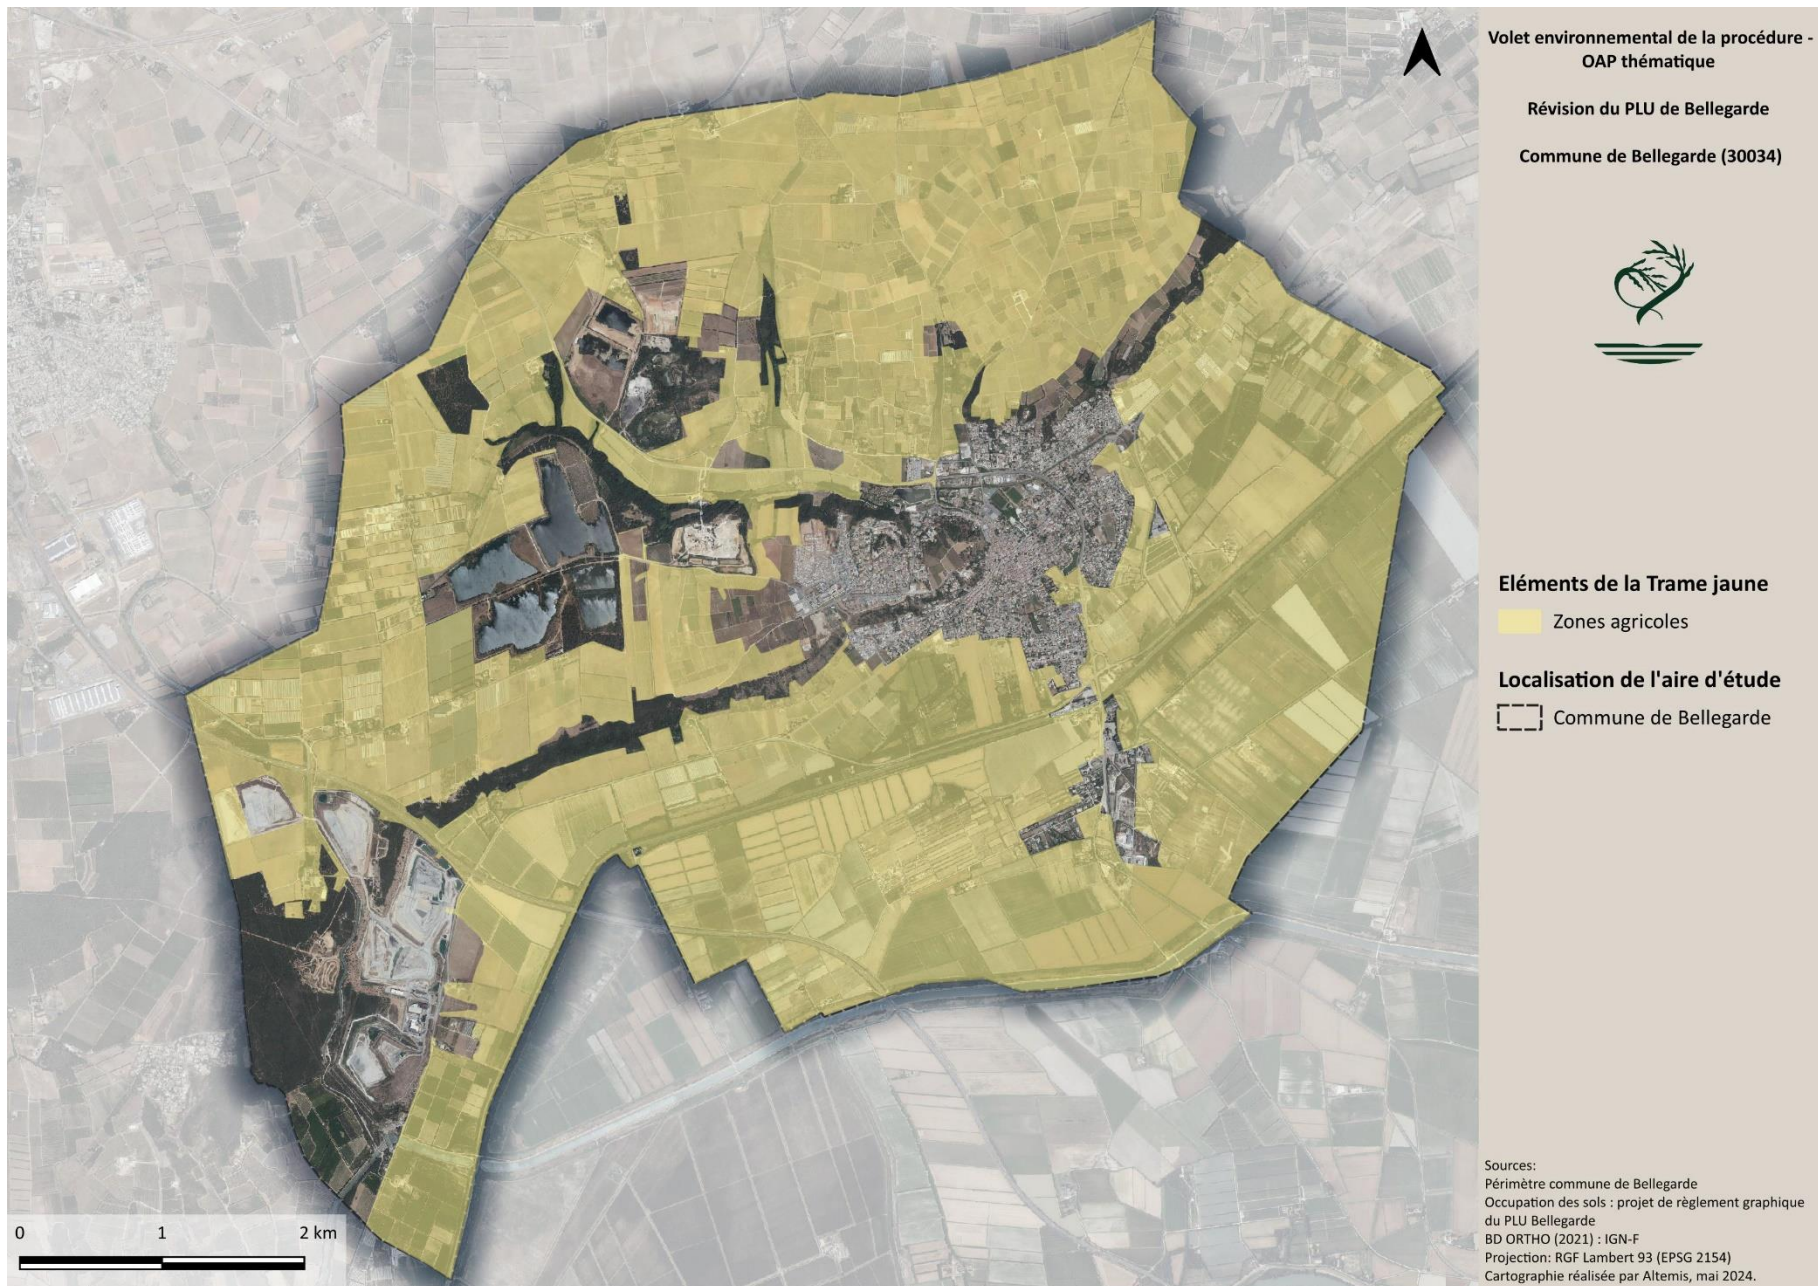 Volet environnemental de la procédure -
OAP thématique
Révision du PLU de Bellegarde
Commune de Bellegarde (30034)
Eléments de la Trame jaune
Zones agricoles
Localisation de l'aire d'étude
Commune de Bellegarde
Sources:
Périmètre commune de Bellegarde
Occupation des sols : projet de règlement graphique
du PLU Bellegarde
BD ORTHO (2021) : IGN-F
Projection: RGF Lambert 93 (EPSG 2154)
Cartographie réalisée par Altemis, mai 2024.
0 1 2 km